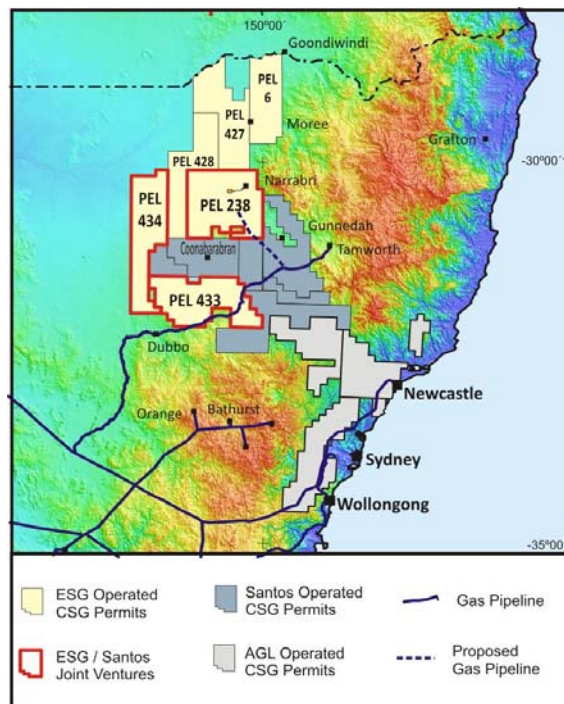 150°00'
Goondiwindi
PEL
6
PEL
427
Moree
Grafton
-30°00'
PEL 428
Narrabri
PEL
434
PEL 238
Gunnedah
Tamworth
Coonabarabran
PEL 433
Dubbo
Newcastle
Orange
Bathurst
Sydney
Wollongong
-35°00'
ESG Operated
CSG Permits
Santos Operated
CSG Permits
Gas Pipeline
ESG / Santos
Joint Ventures
AGL Operated
CSG Permits
Proposed
Gas Pipeline